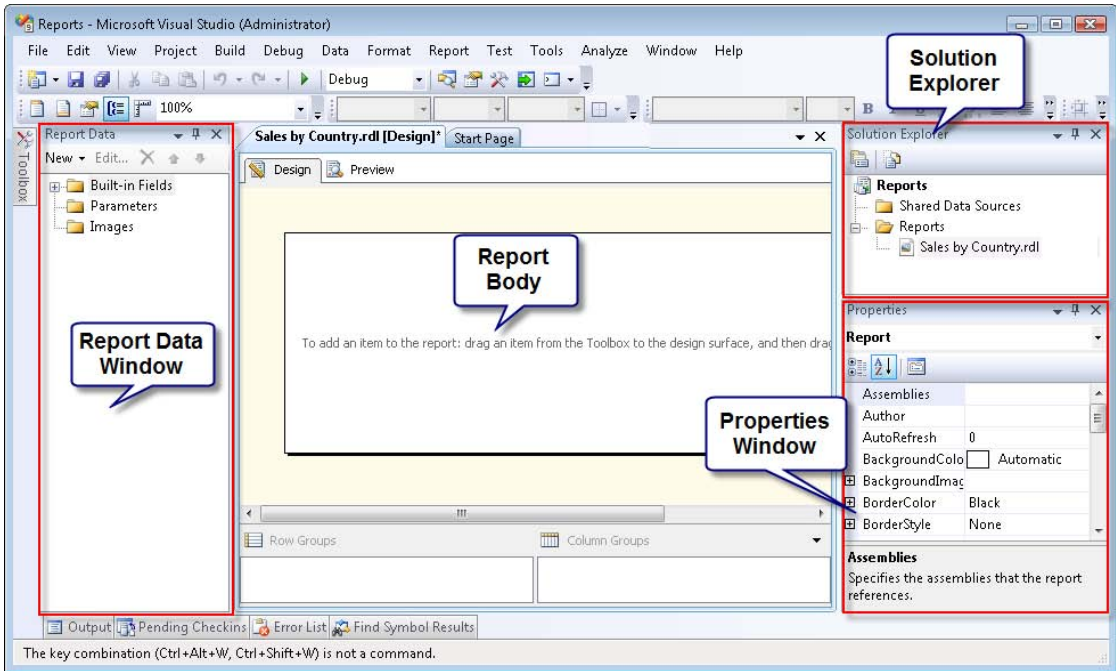 Reports - Microsoft Visual Studio (Administrator)
File Edit View Project Build Debug Data Format Report Test Tools Analyze Window Help
Debug
100%
B
Solution
Explorer
Toolbox
Report Data
New Edit...
Built-in Fields
Parameters
Images
Report Data
Window
Sales by Country.rdl [Design]* Start Page
Design Preview
Report
Body
To add an item to the report: drag an item from the Toolbox to the design surface, and then drag
Row Groups Column Groups
Solution Explorer
Reports
Shared Data Sources
Reports
Sales by Country.rdl
Properties
Window
Properties
Report
Assemblies
Author
AutoRefresh 0
BackgroundColo Automatic
BackgroundImag
BorderColor Black
BorderStyle None
Assemblies
Specifies the assemblies that the report
references.
Output Pending Checkins Error List Find Symbol Results
The key combination (Ctrl+Alt+W, Ctrl+Shift+W) is not a command.